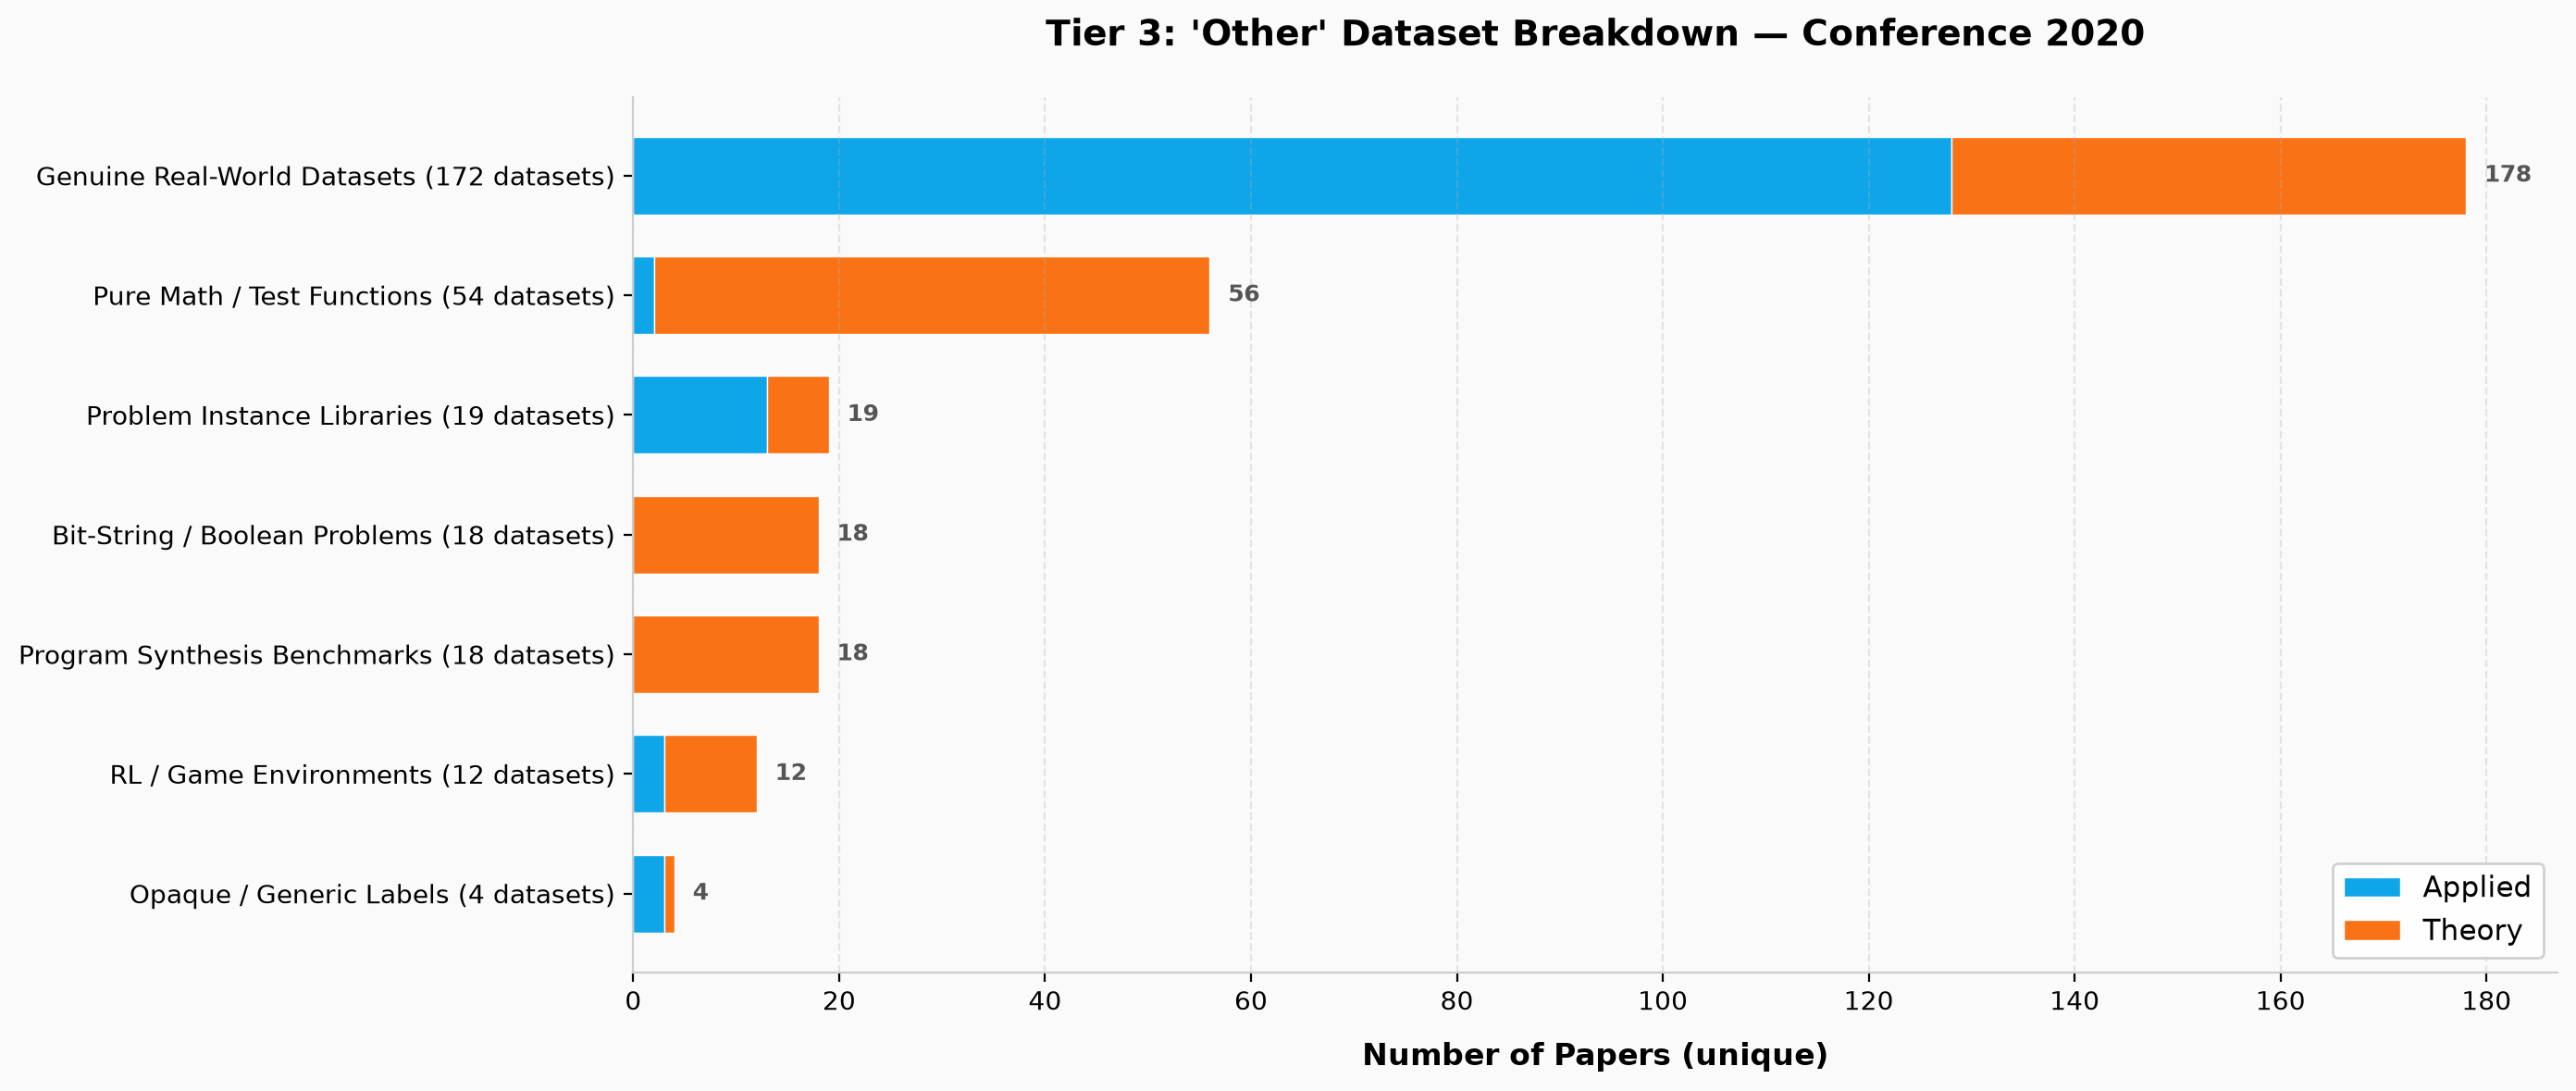 Tier 3: 'Other' Dataset Breakdown — Conference 2020
Genuine Real-World Datasets (172 datasets)
178
Pure Math / Test Functions (54 datasets)
56
Problem Instance Libraries (19 datasets)
19
Bit-String / Boolean Problems (18 datasets)
18
Program Synthesis Benchmarks (18 datasets)
18
RL / Game Environments (12 datasets)
12
Opaque / Generic Labels (4 datasets)
4
Applied
Theory
0 20 40 60 80 100 120 140 160 180
Number of Papers (unique)